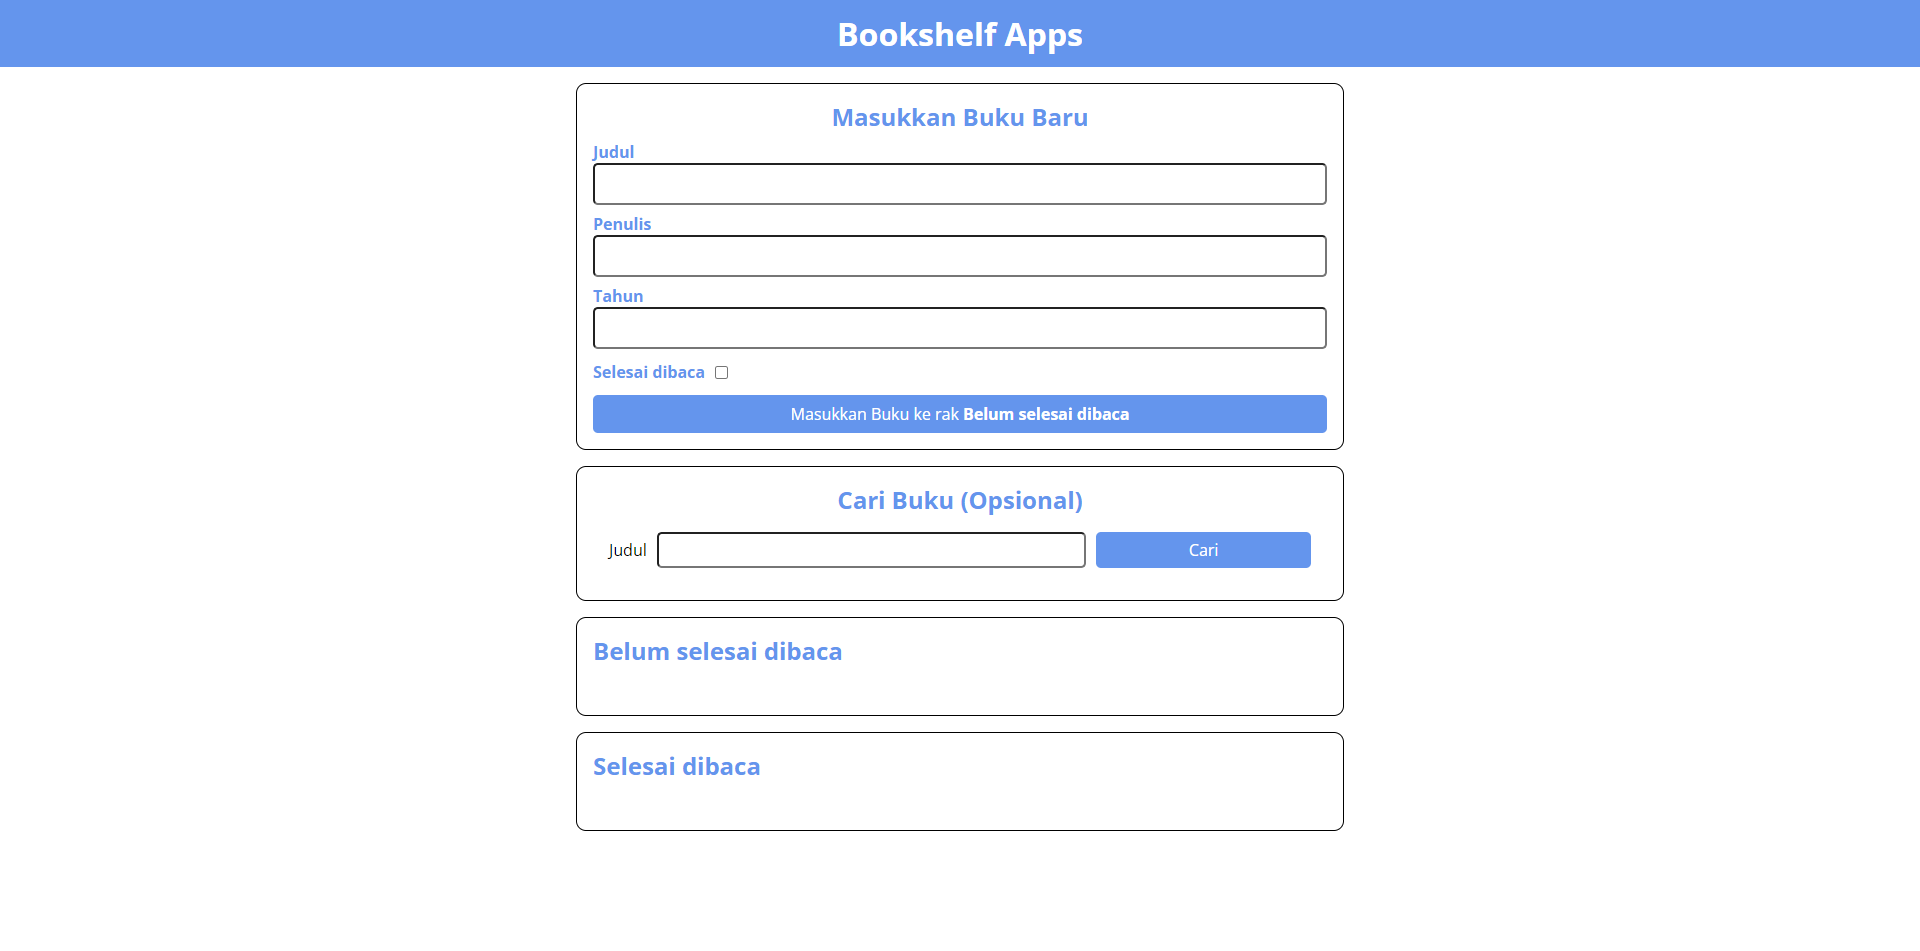 Bookshelf Apps
Masukkan Buku Baru
Judul
Penulis
Tahun
Selesai dibaca
Masukkan Buku ke rak Belum selesai dibaca
Cari Buku (Opsional)
Judul Cari
Belum selesai dibaca
Selesai dibaca